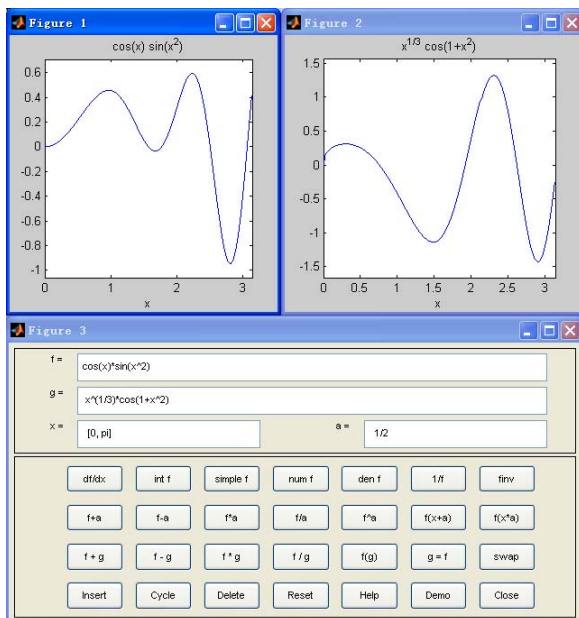 Figure 1
cos(x) sin(x²)
0.6
0.4
0.2
0
-0.2
-0.4
-0.6
-0.8
-1
0 1 2 3
x
Figure 2
x^1/3 cos(1+x²)
1.5
1
0.5
0
-0.5
-1
-1.5
0 0.5 1 1.5 2 2.5 3
x
Figure 3
f = cos(x)*sin(x^2)
g = x^(1/3)*cos(1+x^2)
x = [0, pi] a = 1/2
df/dx int f simple f num f den f 1/f finv
f+a f-a f*a f/a f^a f(x+a) f(x*a)
f + g f - g f * g f / g f(g) g = f swap
Insert Cycle Delete Reset Help Demo Close